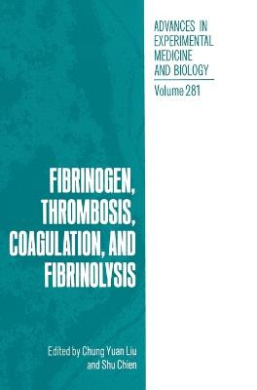 ADVANCES IN
EXPERIMENTAL
MEDICINE
AND BIOLOGY
Volume 281
FIBRINOGEN,
THROMBOSIS,
COAGULATION, AND
FIBRINOLYSIS
Edited by Chung Yuan Liu
and Shu Chien